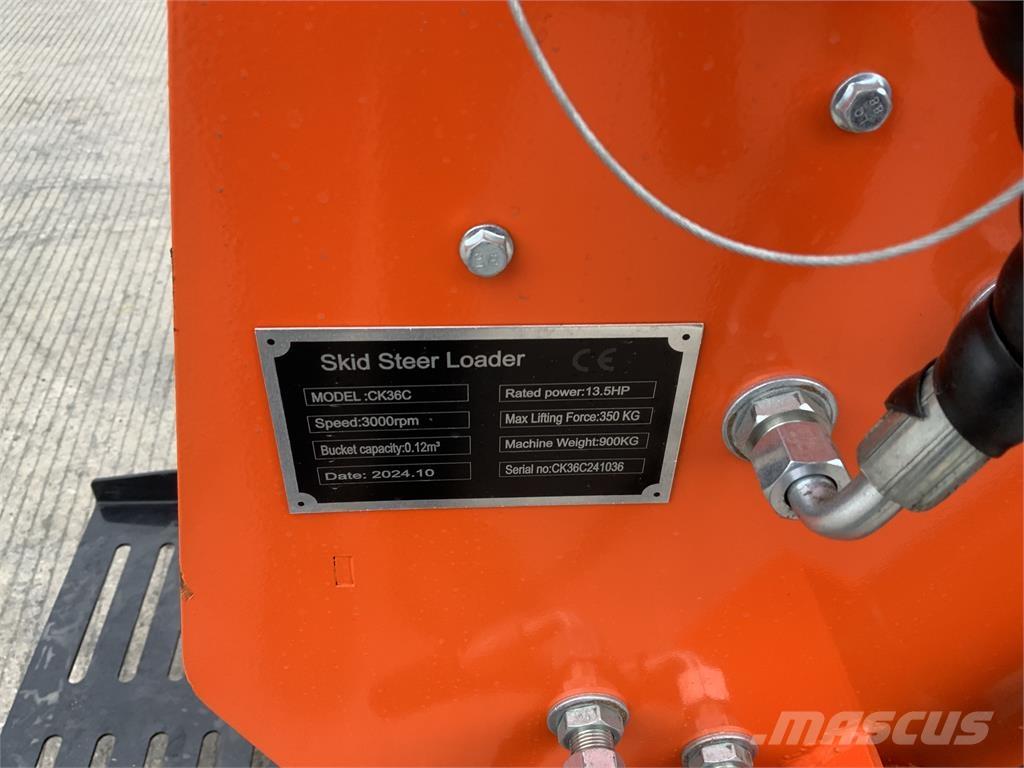 Skid Steer Loader CE
MODEL :CK36C
Rated power:13.5HP
Speed:3000rpm
Max Lifting Force:350 KG
Bucket capacity:0.12m³
Machine Weight:900KG
Date: 2024.10
Serial no:CK36C241036
8.8
MASCUS